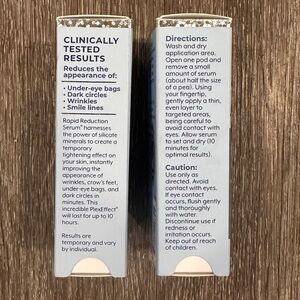 CLINICALLY
TESTED
RESULTS
Reduces the
appearance of:
• Under-eye bags
• Dark circles
• Wrinkles
• Smile lines
Rapid Reduction
Serum™ harnesses
the power of silicate
minerals to create a
temporary
tightening effect on
your skin, instantly
improving the
appearance of
wrinkles, crow's feet,
under-eye bags, and
dark circles in
minutes. This
incredible PlexEffect™
will last for up to 10
hours.
Results are
temporary and vary
by individual.
Directions:
Wash and dry
application area.
Open one pod and
remove a small
amount of serum
(about half the size
of a pea). Using
your fingertip,
gently apply a thin,
even layer to
targeted areas,
being careful to
avoid contact with
eyes. Allow serum
to set and dry (10
minutes for
optimal results).
Caution:
Use only as
directed. Avoid
contact with eyes.
If eye contact
occurs, flush gently
and thoroughly
with water.
Discontinue use if
redness or
irritation occurs.
Keep out of reach
of children.